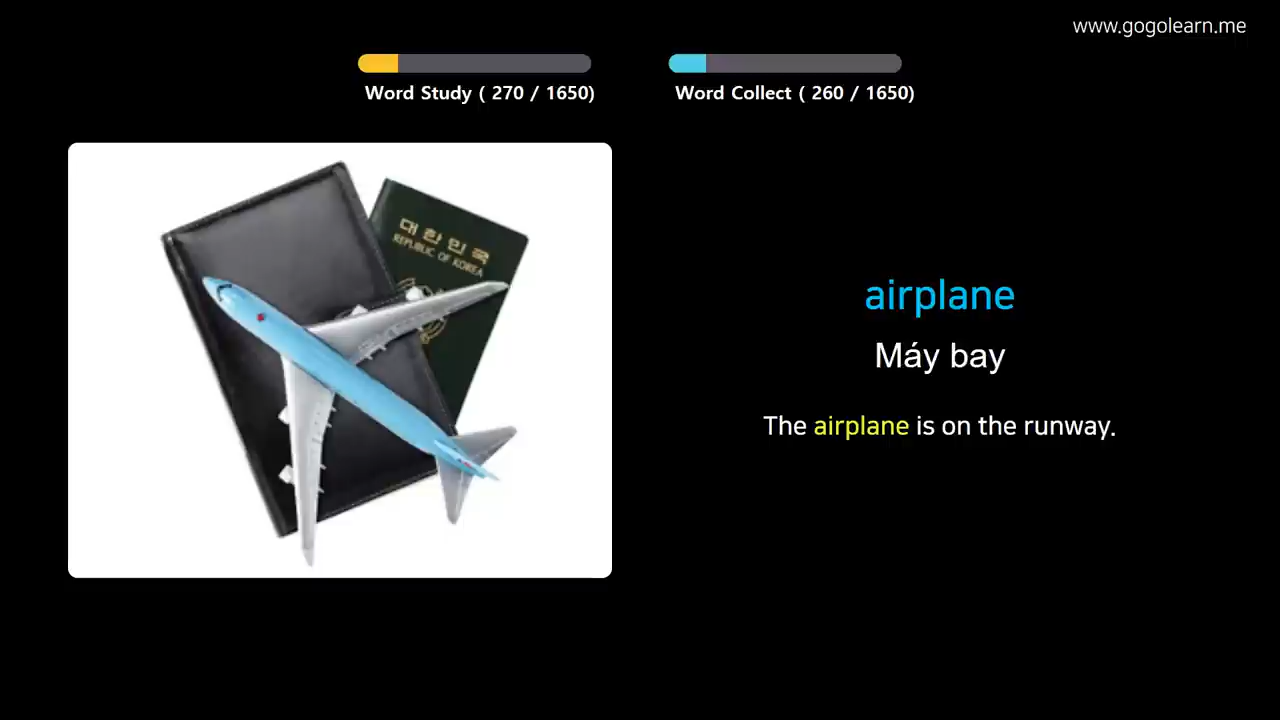 www.gogolearn.me
Word Study ( 270 / 1650)
Word Collect ( 260 / 1650)
대한민국
REPUBLIC OF KOREA
airplane
Máy bay
The airplane is on the runway.